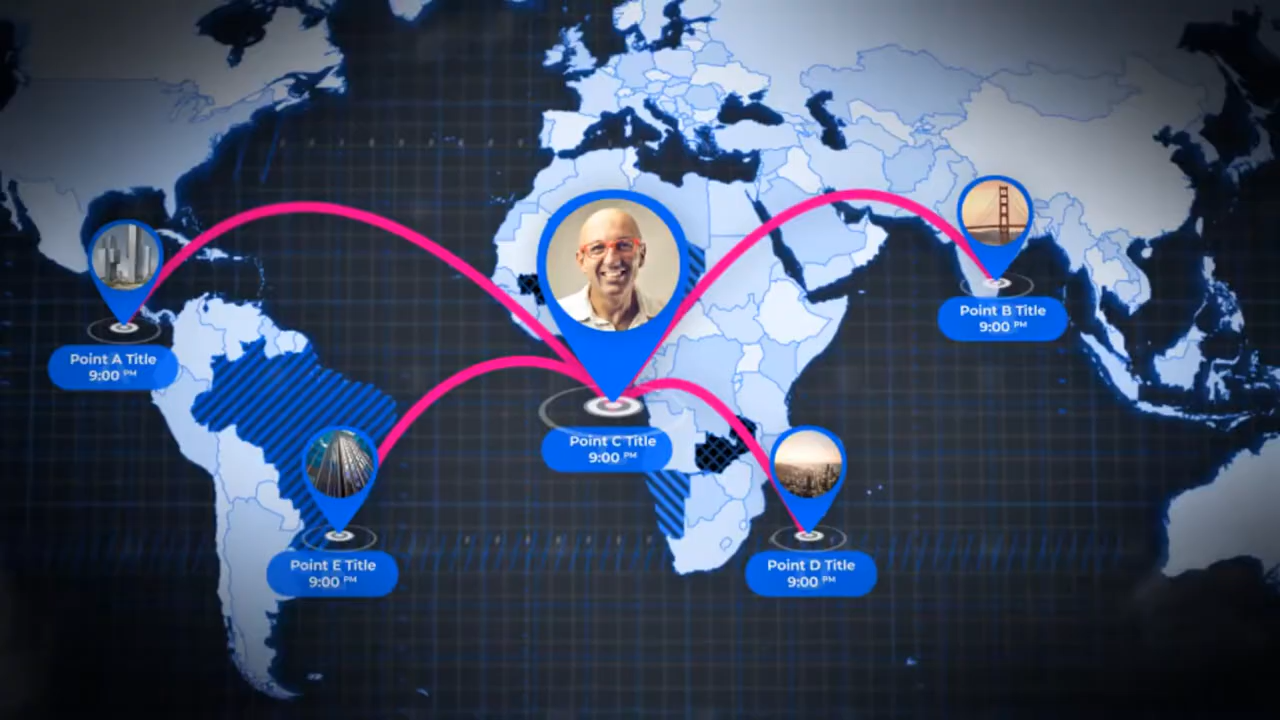 Point B Title
9:00 PM
Point A Title
9:00 PM
Point C Title
9:00 PM
Point E Title
9:00 PM
Point D Title
9:00 PM